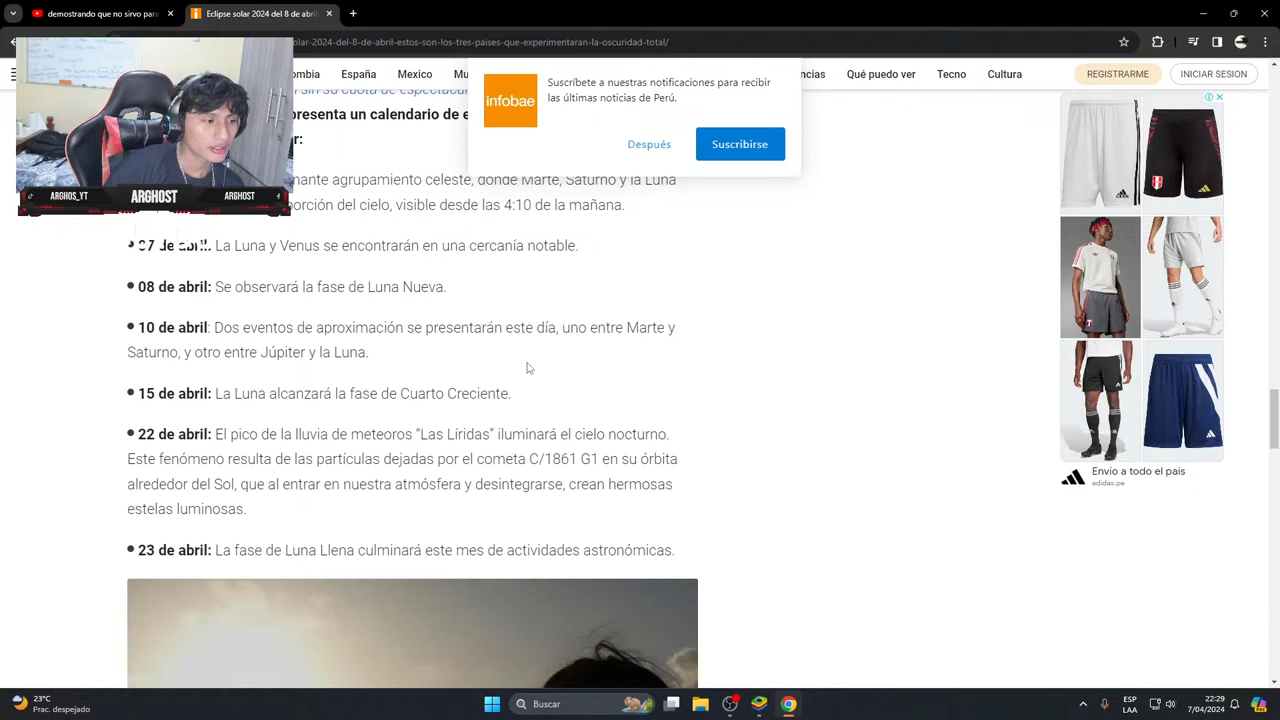 demostrando que no sirvo para
Eclipse solar 2024 del 8 de abri
solar-2024-del-8-de-abril-estos-son-los-tres-paises-que-experimentaran-la-oscuridad-total/
España
Mexico
Qué puedo ver
Tecno
Cultura
REGISTRARME
INICIAR SESION
Suscríbete a nuestras notificaciones para recibir
las últimas noticias de Perú.
infobae
Después
Suscribirse
presenta un calendario de e
agrupamiento celeste, donde Marte, Saturno y la Luna
porción del cielo, visible desde las 4:10 de la mañana.
ARGHOS_YT
ARGHOST
ARGHOST
• 07 de abril: La Luna y Venus se encontrarán en una cercanía notable.
• 08 de abril: Se observará la fase de Luna Nueva.
• 10 de abril: Dos eventos de aproximación se presentarán este día, uno entre Marte y
Saturno, y otro entre Júpiter y la Luna.
• 15 de abril: La Luna alcanzará la fase de Cuarto Creciente.
• 22 de abril: El pico de la lluvia de meteoros “Las Líridas” iluminará el cielo nocturno.
Este fenómeno resulta de las partículas dejadas por el cometa C/1861 G1 en su órbita
alrededor del Sol, que al entrar en nuestra atmósfera y desintegrarse, crean hermosas
estelas luminosas.
• 23 de abril: La fase de Luna Llena culminará este mes de actividades astronómicas.
Envío a todo el país
adidas.pe
23°C
Prac. despejado
Buscar
ESP
LAA
22:29
7/04/2024